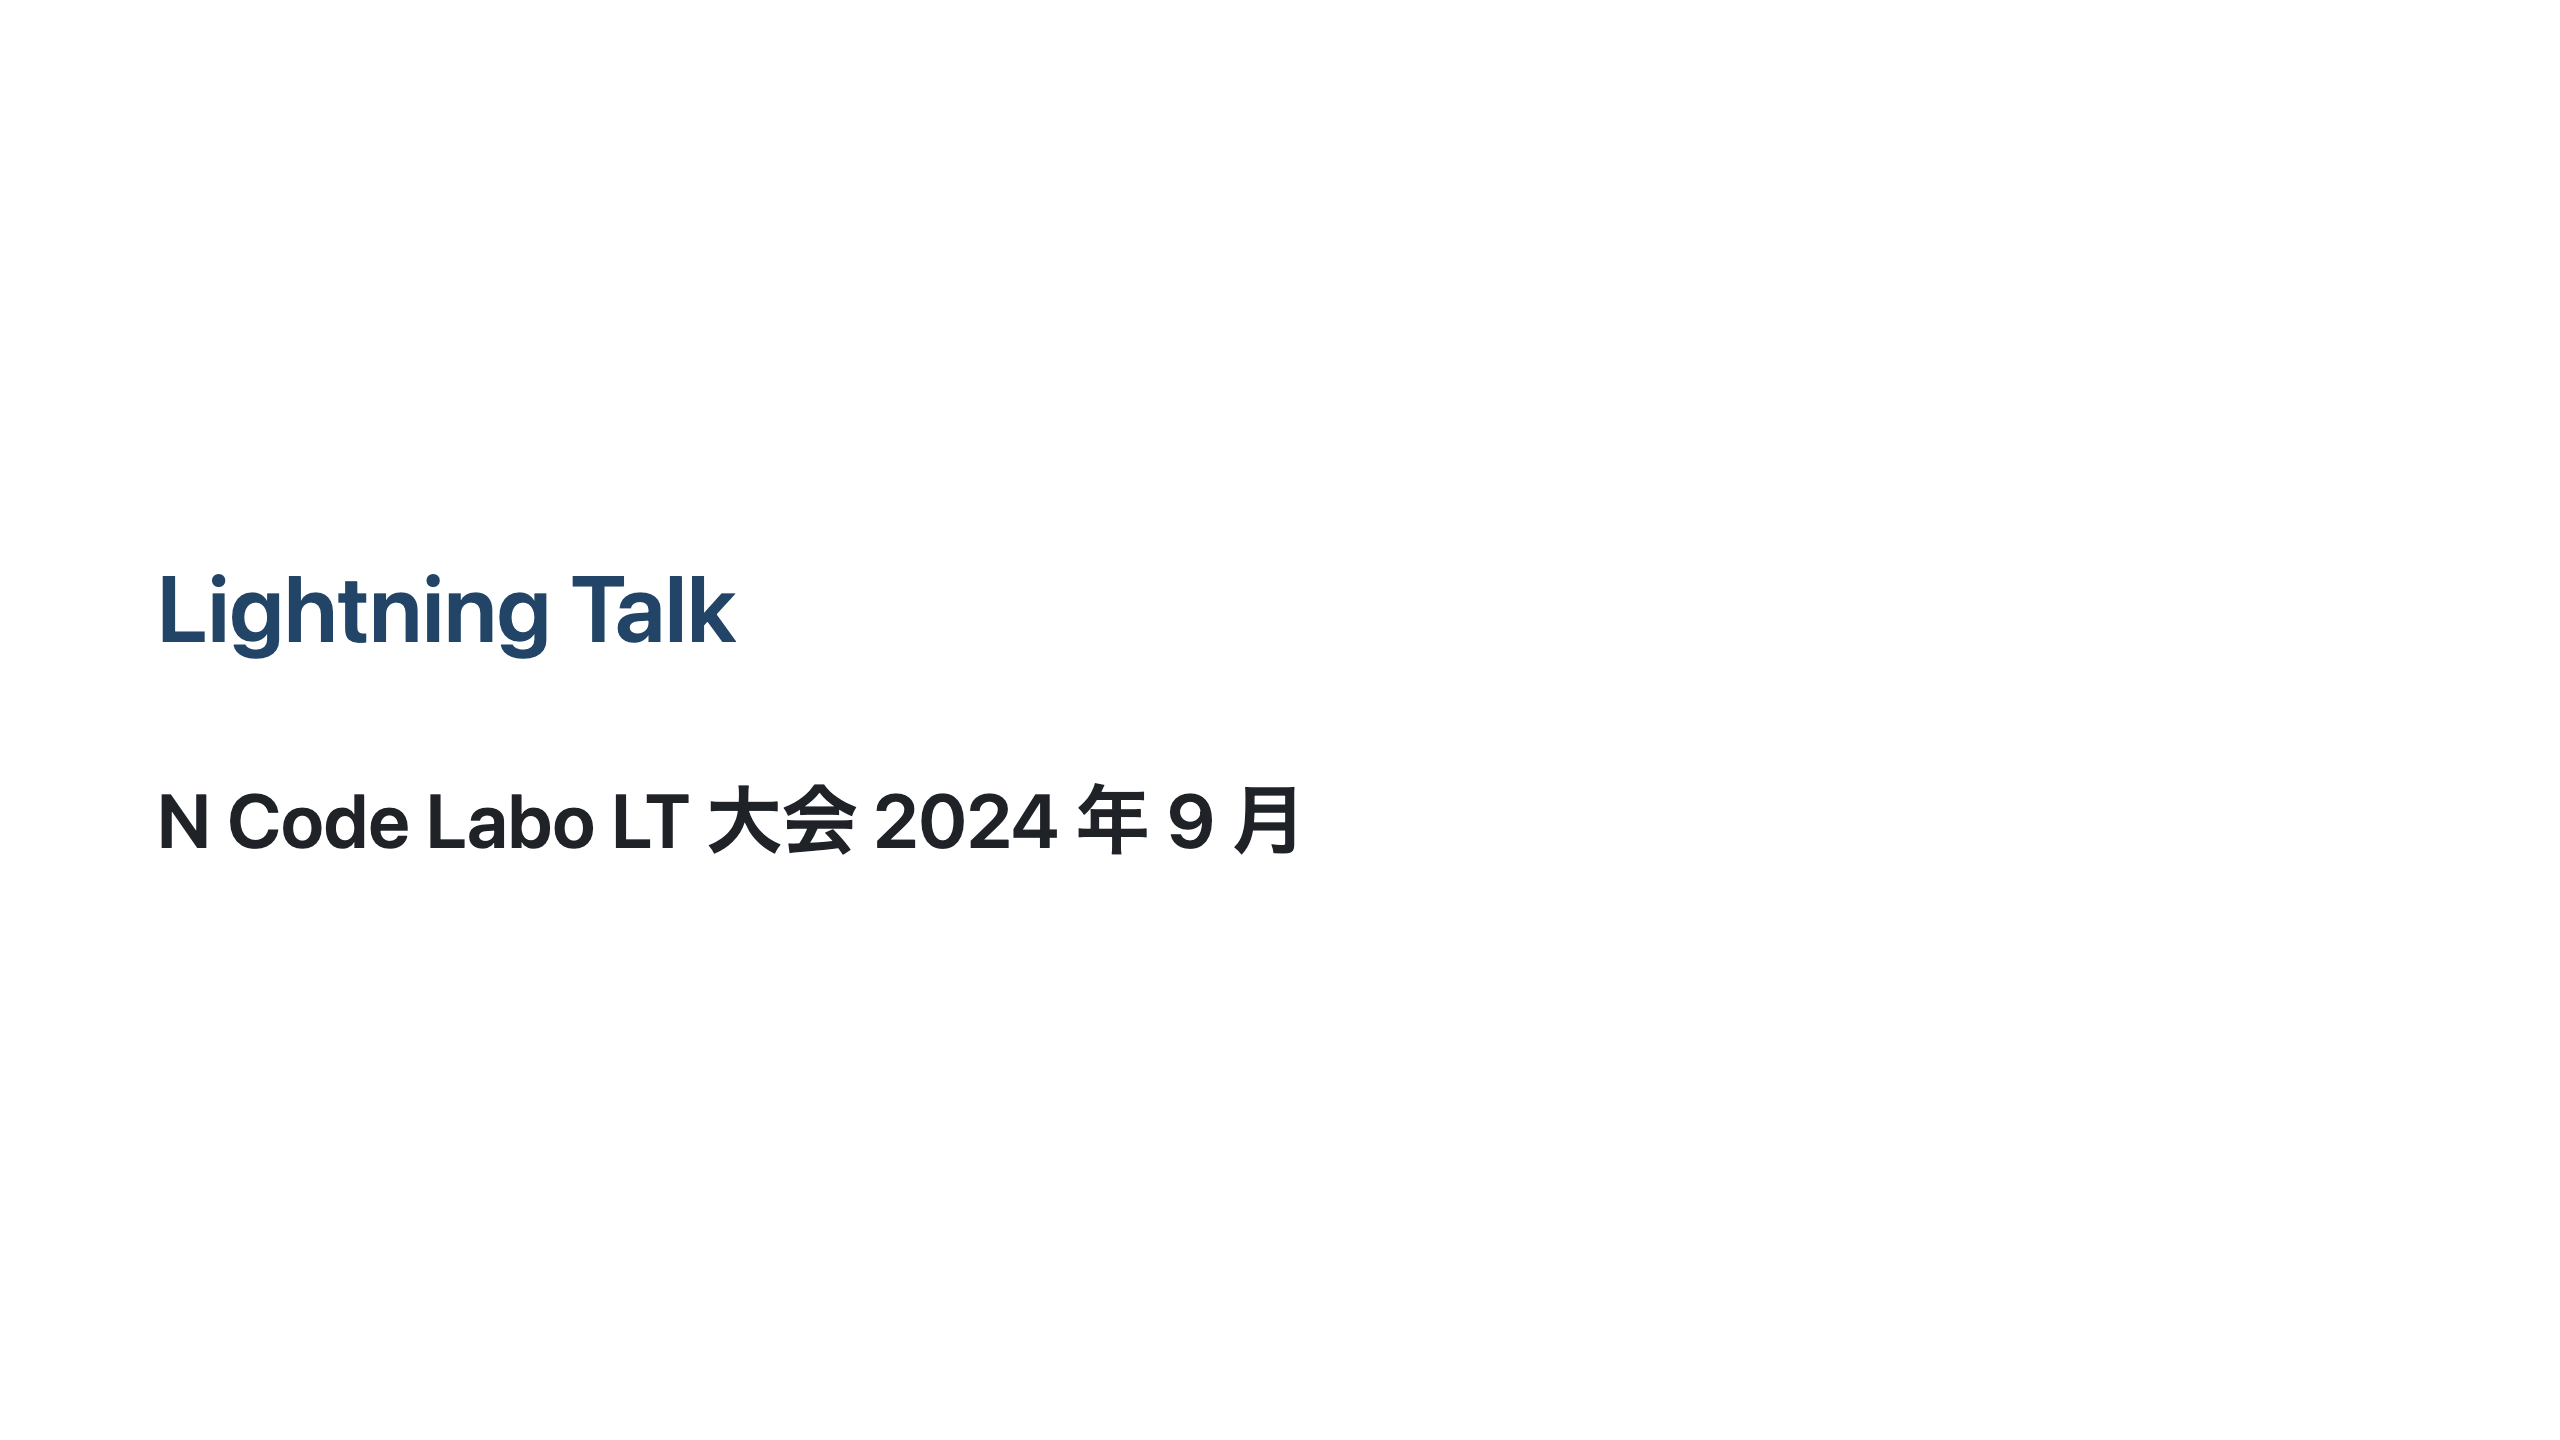 Lightning Talk
N Code Labo LT 大会 2024 年 9 月